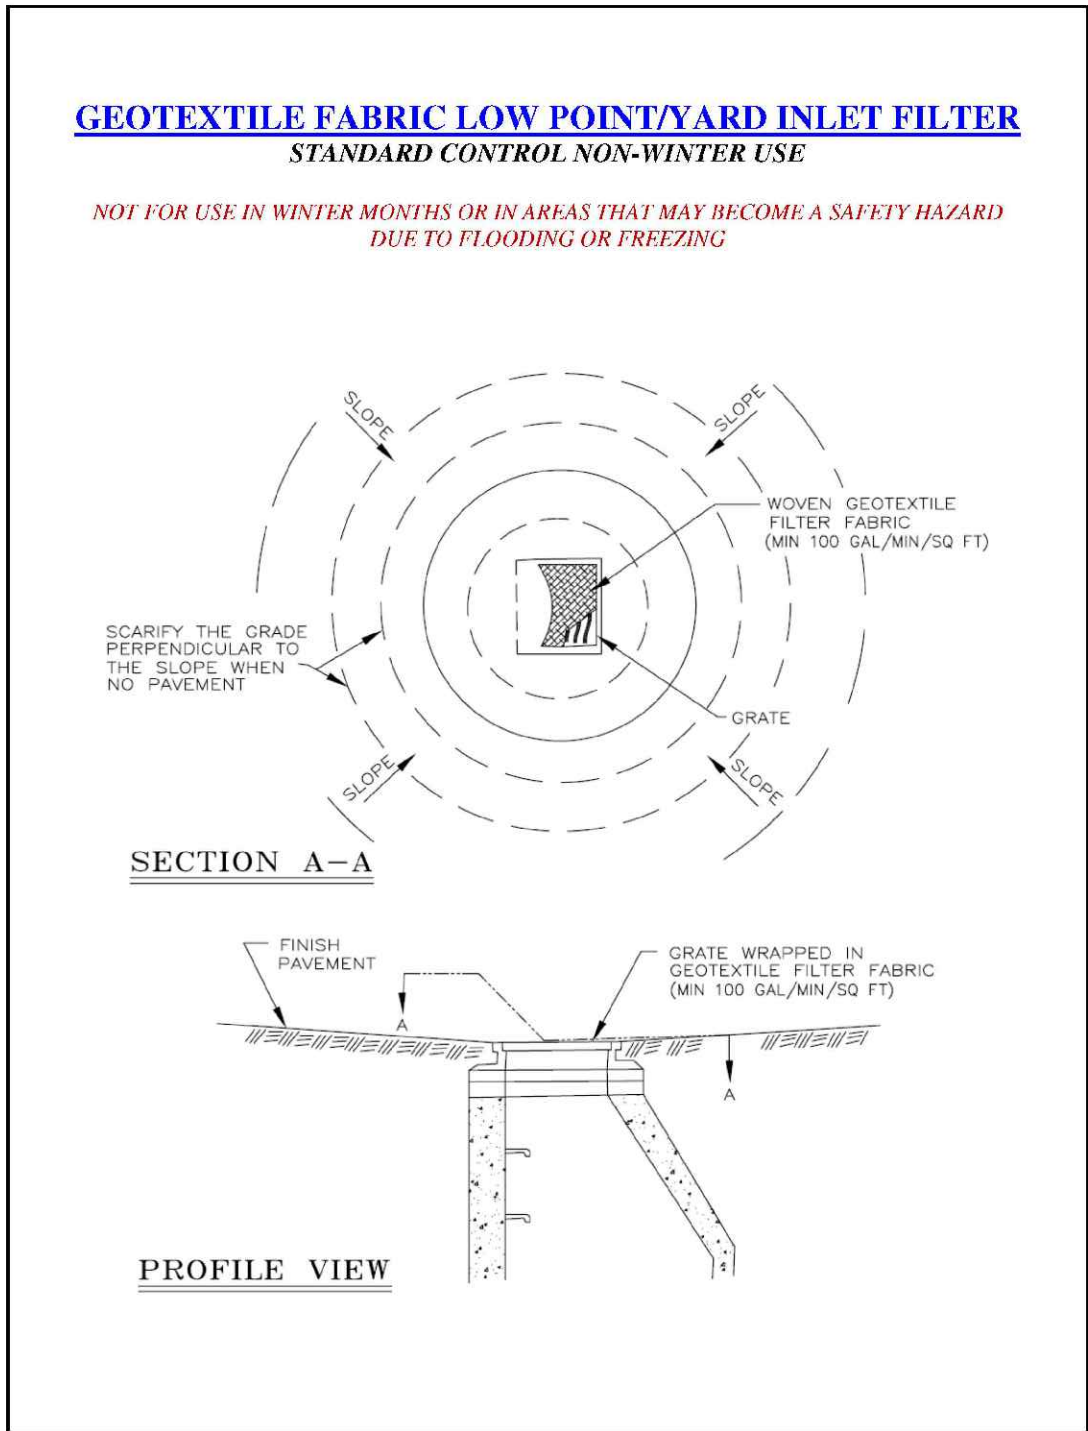 GEOTEXTILE FABRIC LOW POINT/YARD INLET FILTER
STANDARD CONTROL NON-WINTER USE
NOT FOR USE IN WINTER MONTHS OR IN AREAS THAT MAY BECOME A SAFETY HAZARD
DUE TO FLOODING OR FREEZING
SLOPE
SLOPE
WOVEN GEOTEXTILE
FILTER FABRIC
(MIN 100 GAL/MIN/SQ FT)
SCARIFY THE GRADE
PERPENDICULAR TO
THE SLOPE WHEN
NO PAVEMENT
GRATE
SLOPE
SLOPE
SECTION A-A
FINISH
PAVEMENT
GRATE WRAPPED IN
GEOTEXTILE FILTER FABRIC
(MIN 100 GAL/MIN/SQ FT)
A
A
PROFILE VIEW